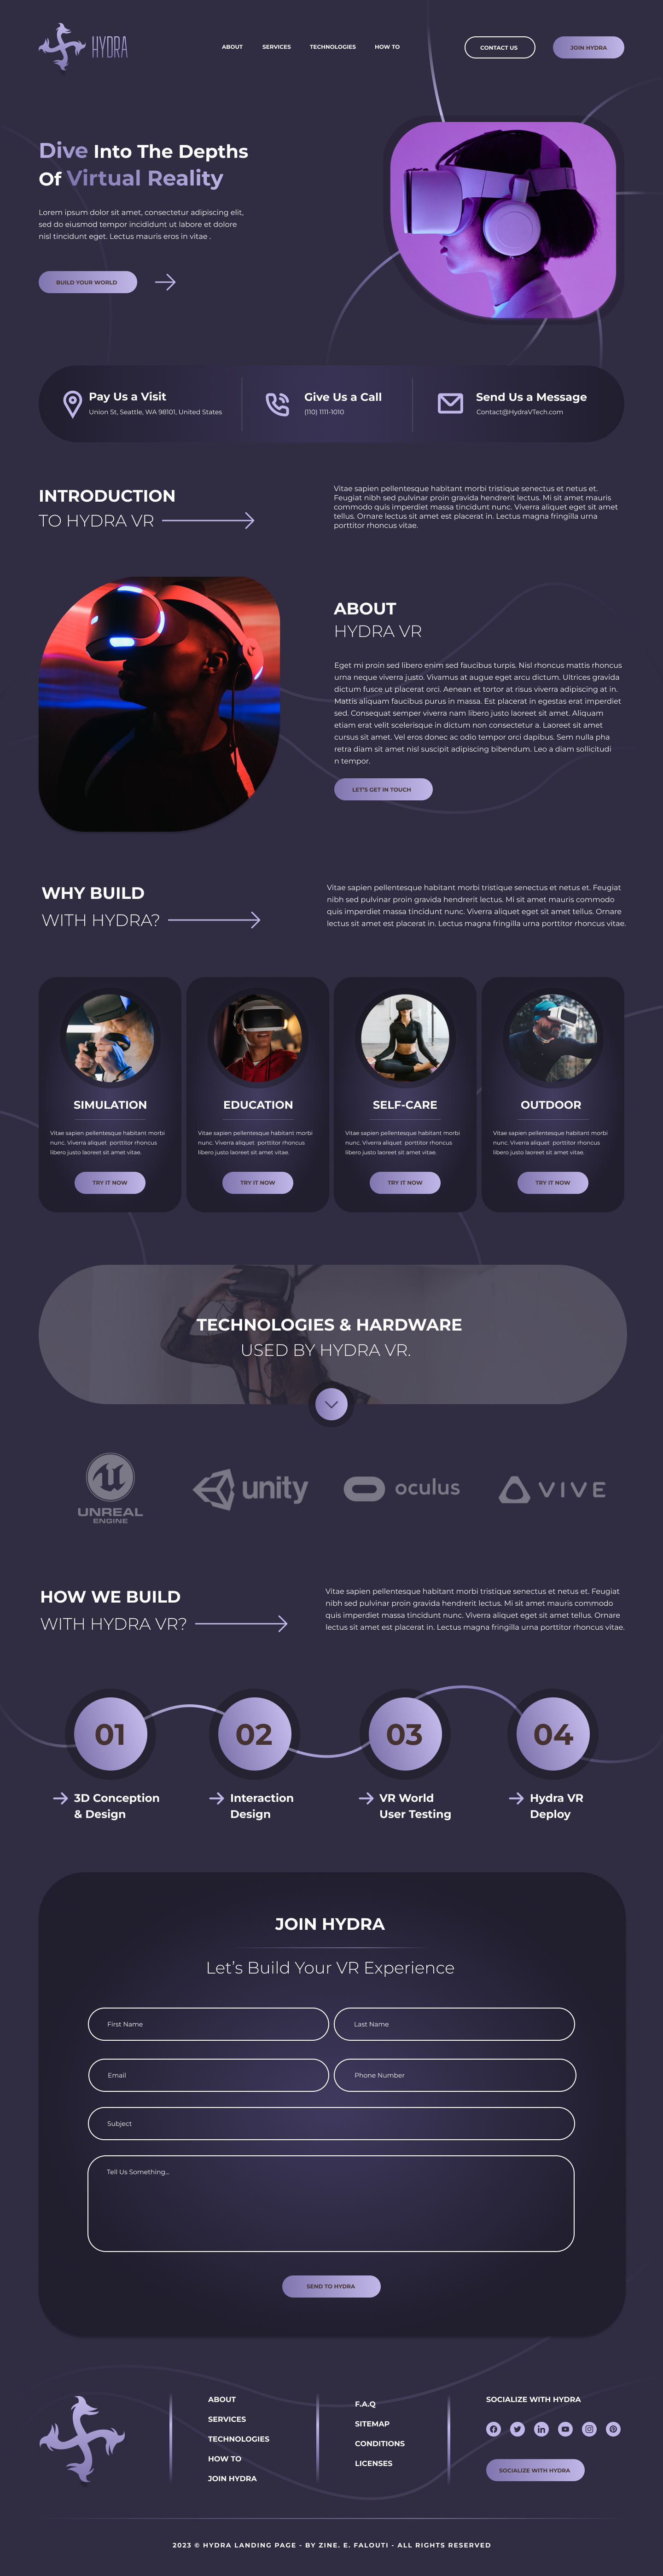 HYDRA
ABOUT
SERVICES
TECHNOLOGIES
HOW TO
CONTACT US
JOIN HYDRA
Dive Into The Depths
Of Virtual Reality
Lorem ipsum dolor sit amet, consectetur adipiscing elit,
sed do eiusmod tempor incididunt ut labore et dolore
nisl tincidunt eget. Lectus mauris eros in vitae .
BUILD YOUR WORLD
Pay Us a Visit
Union St, Seattle, WA 98101, United States
Give Us a Call
(110) 1111-1010
Send Us a Message
Contact@HydraVTech.com
INTRODUCTION
TO HYDRA VR
Vitae sapien pellentesque habitant morbi tristique senectus et netus et.
Feugiat nibh sed pulvinar proin gravida hendrerit lectus. Mi sit amet mauris
commodo quis imperdiet massa tincidunt nunc. Viverra aliquet eget sit amet
tellus. Ornare lectus sit amet est placerat in. Lectus magna fringilla urna
porttitor rhoncus vitae.
ABOUT
HYDRA VR
Eget mi proin sed libero enim sed faucibus turpis. Nisl rhoncus mattis rhoncus
urna neque viverra justo. Vivamus at augue eget arcu dictum. Ultrices gravida
dictum fusce ut placerat orci. Aenean et tortor at risus viverra adipiscing at in.
Mattis aliquam faucibus purus in massa. Est placerat in egestas erat imperdiet
sed. Consequat semper viverra nam libero justo laoreet sit amet. Aliquam
etiam erat velit scelerisque in dictum non consectetur a. Laoreet sit amet
cursus sit amet. Vel eros donec ac odio tempor orci dapibus. Sem nulla pha
retra diam sit amet nisl suscipit adipiscing bibendum. Leo a diam sollicitudi
n tempor.
LET'S GET IN TOUCH
WHY BUILD
WITH HYDRA?
Vitae sapien pellentesque habitant morbi tristique senectus et netus et. Feugiat
nibh sed pulvinar proin gravida hendrerit lectus. Mi sit amet mauris commodo
quis imperdiet massa tincidunt nunc. Viverra aliquet eget sit amet tellus. Ornare
lectus sit amet est placerat in. Lectus magna fringilla urna porttitor rhoncus vitae.
SIMULATION
Vitae sapien pellentesque habitant morbi
nunc. Viverra aliquet  porttitor rhoncus
libero justo laoreet sit amet vitae.
TRY IT NOW
EDUCATION
Vitae sapien pellentesque habitant morbi
nunc. Viverra aliquet  porttitor rhoncus
libero justo laoreet sit amet vitae.
TRY IT NOW
SELF-CARE
Vitae sapien pellentesque habitant morbi
nunc. Viverra aliquet  porttitor rhoncus
libero justo laoreet sit amet vitae.
TRY IT NOW
OUTDOOR
Vitae sapien pellentesque habitant morbi
nunc. Viverra aliquet  porttitor rhoncus
libero justo laoreet sit amet vitae.
TRY IT NOW
TECHNOLOGIES & HARDWARE
USED BY HYDRA VR.
UNREAL
ENGINE
unity
oculus
VIVE
HOW WE BUILD
WITH HYDRA VR?
Vitae sapien pellentesque habitant morbi tristique senectus et netus et. Feugiat
nibh sed pulvinar proin gravida hendrerit lectus. Mi sit amet mauris commodo
quis imperdiet massa tincidunt nunc. Viverra aliquet eget sit amet tellus. Ornare
lectus sit amet est placerat in. Lectus magna fringilla urna porttitor rhoncus vitae.
01
3D Conception
& Design
02
Interaction
Design
03
VR World
User Testing
04
Hydra VR
Deploy
JOIN HYDRA
Let's Build Your VR Experience
First Name
Last Name
Email
Phone Number
Subject
Tell Us Something...
SEND TO HYDRA
ABOUT
SERVICES
TECHNOLOGIES
HOW TO
JOIN HYDRA
F.A.Q
SITEMAP
CONDITIONS
LICENSES
SOCIALIZE WITH HYDRA
SOCIALIZE WITH HYDRA
2023 © HYDRA LANDING PAGE - BY ZINE. E. FALOUTI - ALL RIGHTS RESERVED